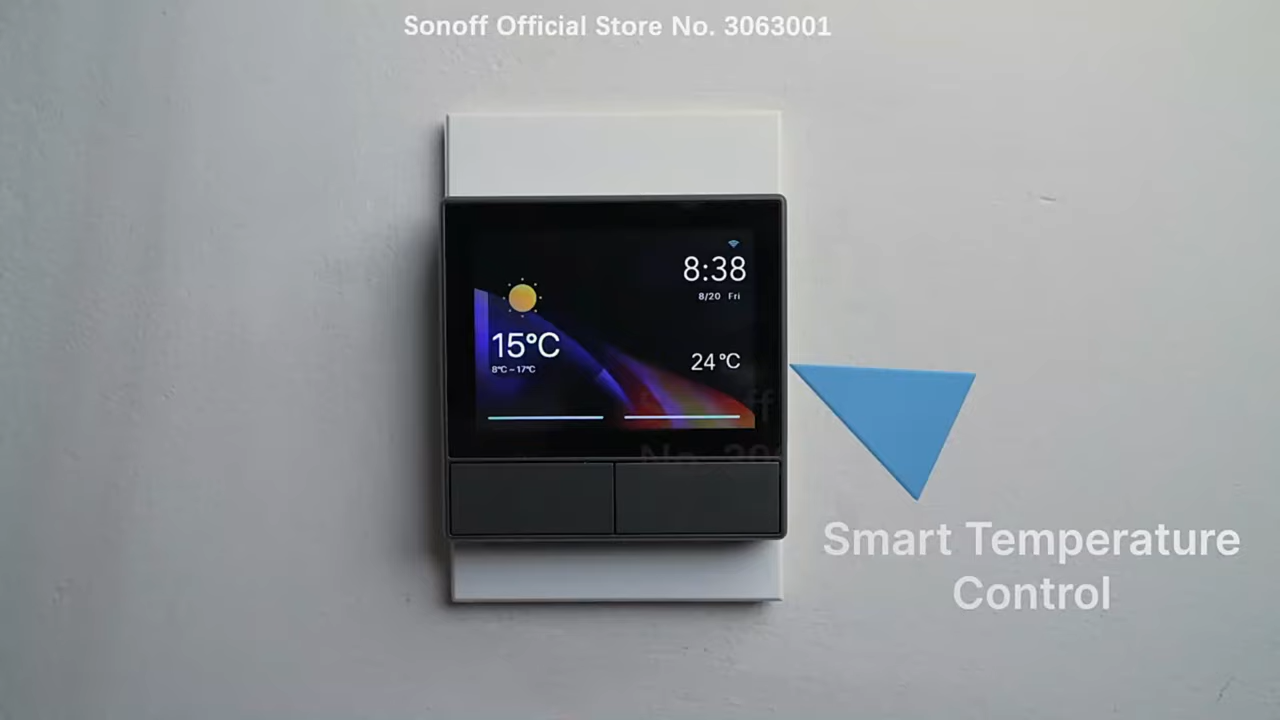 Sonoff Official Store No. 3063001
8:38
8/20 Fri
15°C
8°C ~ 17°C
24°C
Smart Temperature
Control